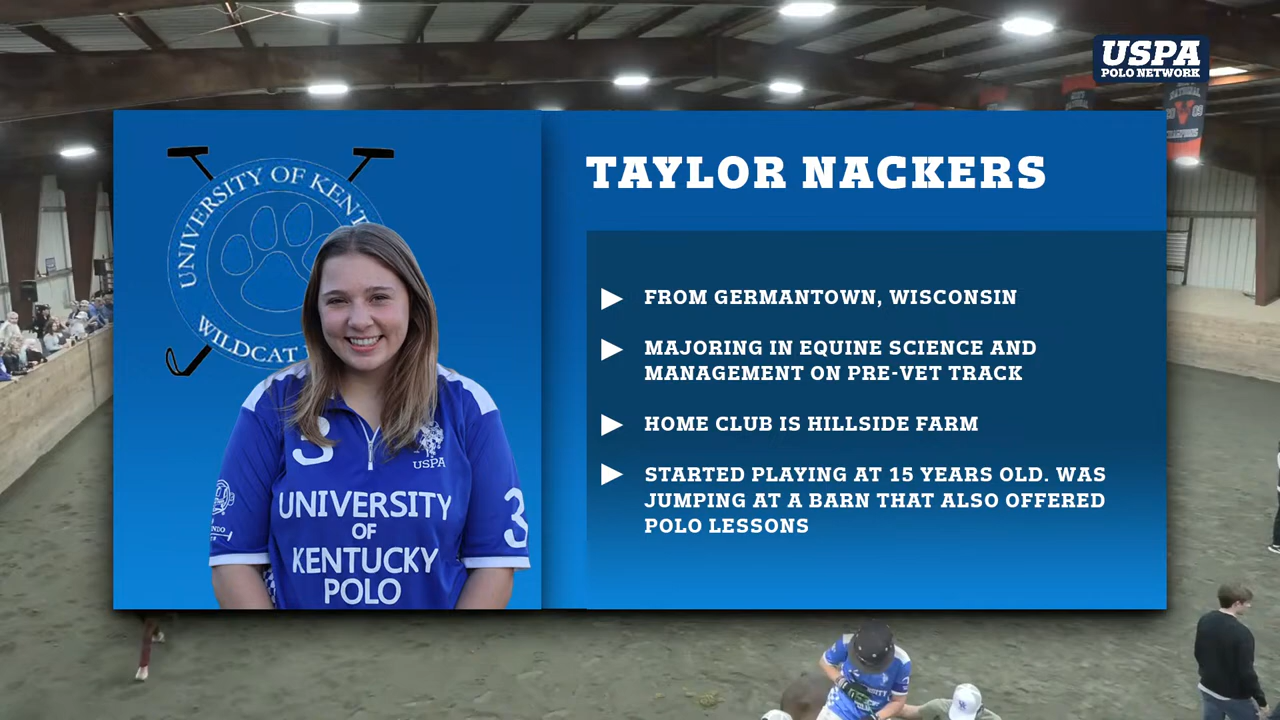 USPA
POLO NETWORK
TAYLOR NACKERS
UNIVERSITY OF KENT
WILDCAT
FROM GERMANTOWN, WISCONSIN
MAJORING IN EQUINE SCIENCE AND
MANAGEMENT ON PRE-VET TRACK
HOME CLUB IS HILLSIDE FARM
STARTED PLAYING AT 15 YEARS OLD. WAS
JUMPING AT A BARN THAT ALSO OFFERED
POLO LESSONS
3
USPA
UNIVERSITY
OF
KENTUCKY
POLO
3